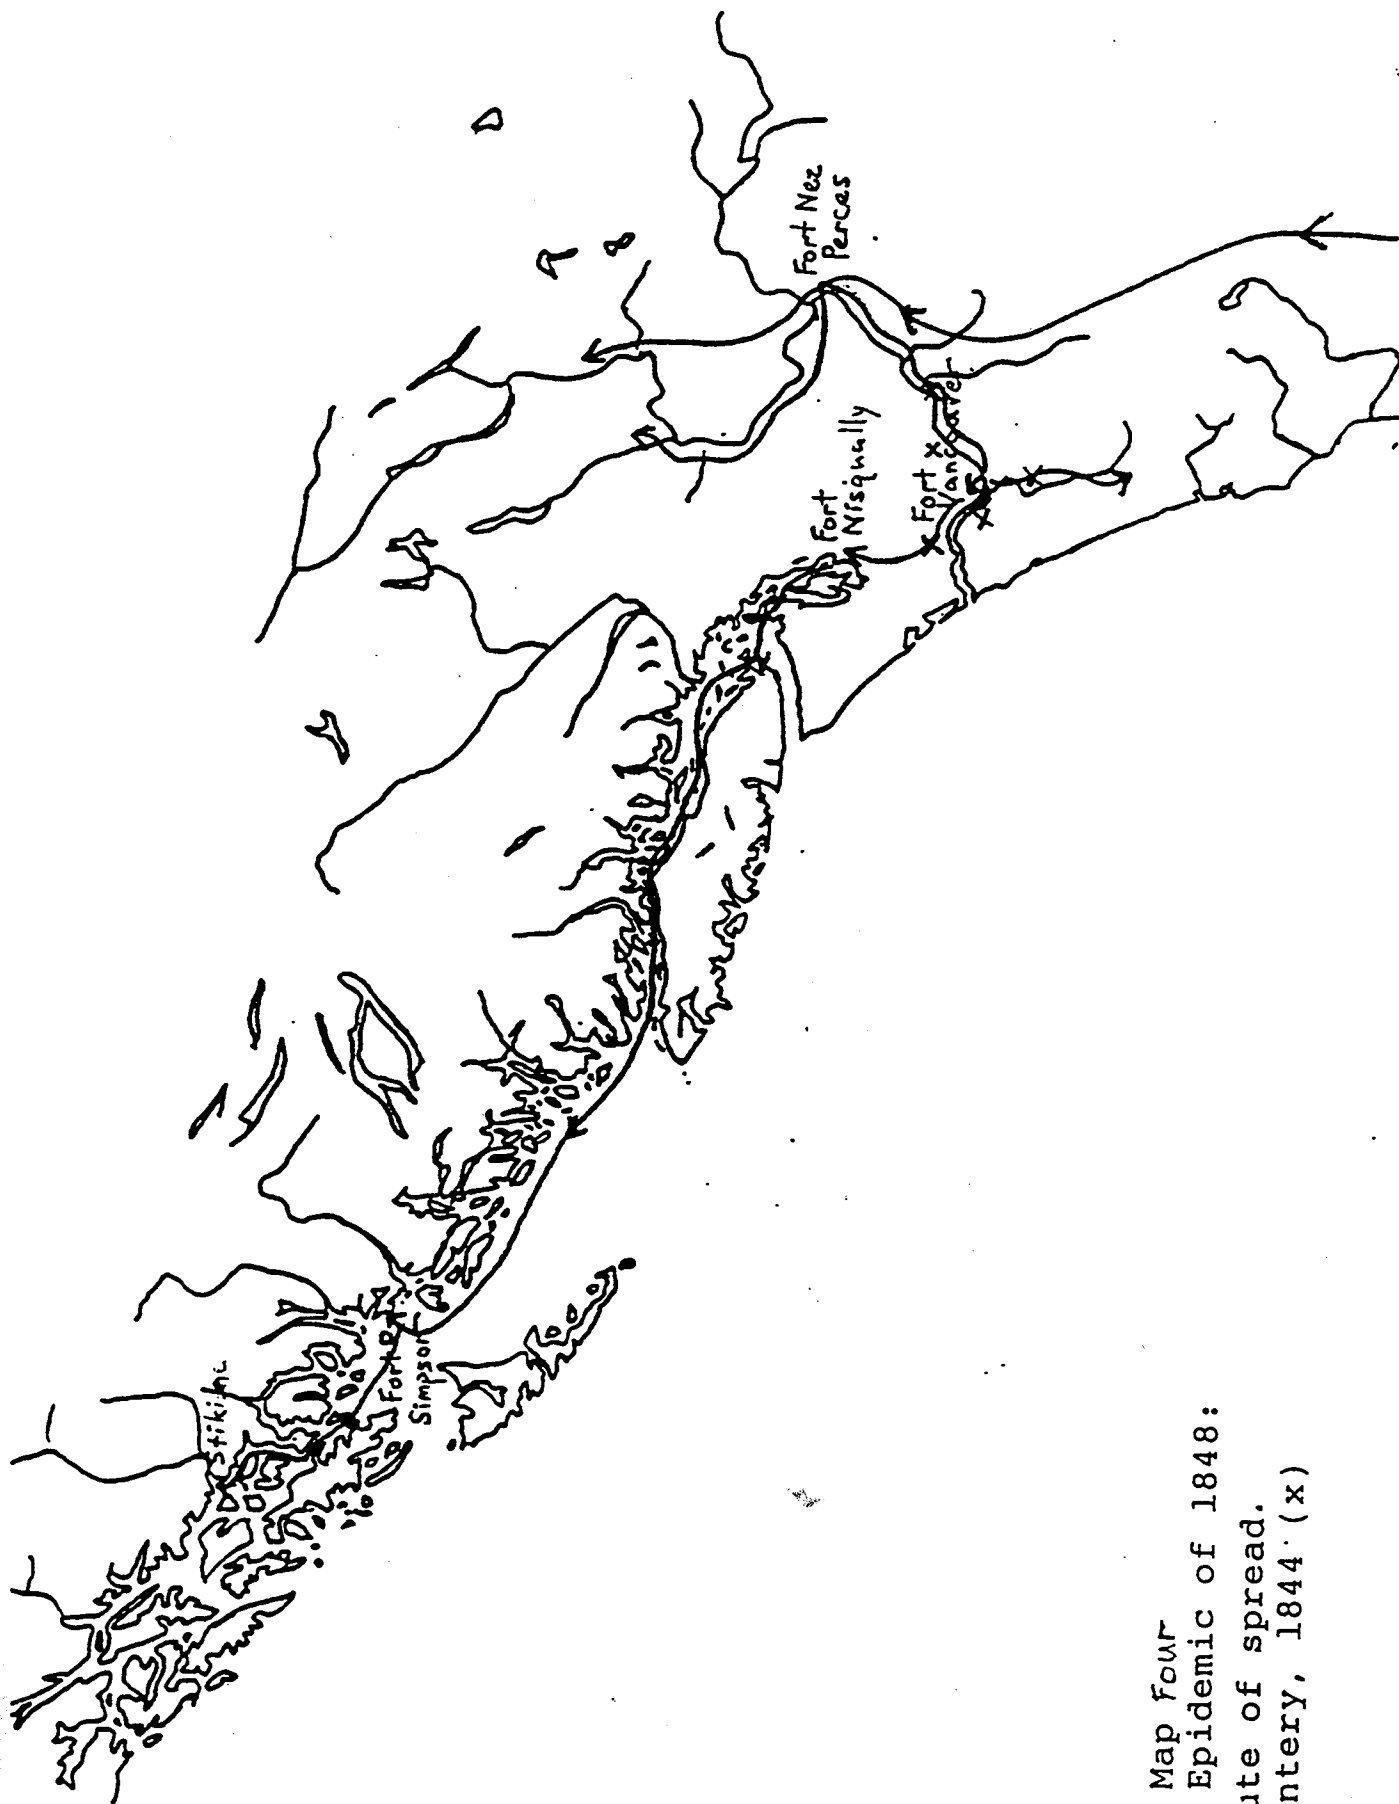 Stikine
Fort
Simpson
Fort
Nisqually
Fort
Vancouver
Fort Nez
Perces
Map Four
Epidemic of 1848:
ute of spread.
ntery, 1844 (x)